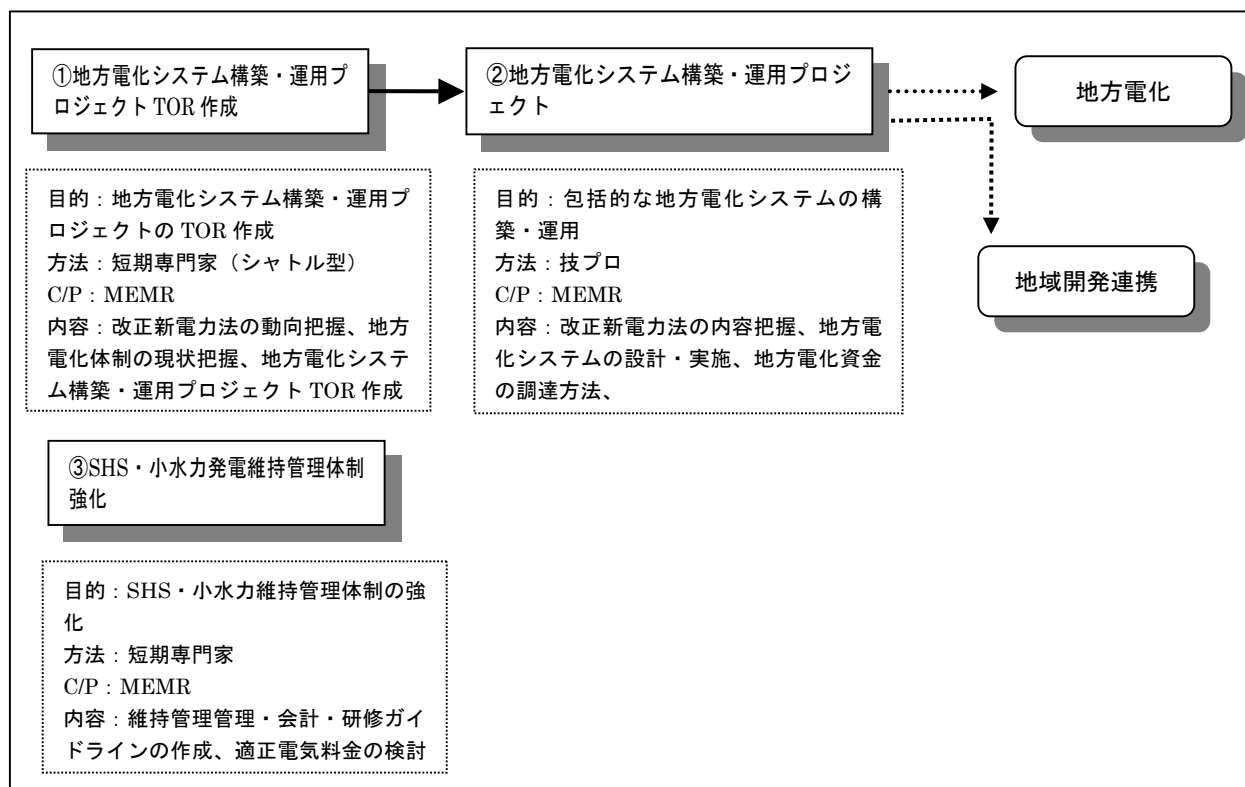 ①地方電化システム構築・運用プ
ロジェクト TOR 作成
②地方電化システム構築・運用プロジ
ェクト
地方電化
目的：地方電化システム構築・運用プ
ロジェクトの TOR 作成
方法：短期専門家（シャトル型）
C/P：MEMR
内容：改正新電力法の動向把握、地方
電化体制の現状把握、地方電化システ
ム構築・運用プロジェクト TOR 作成
目的：包括的な地方電化システムの構
築・運用
方法：技プロ
C/P：MEMR
内容：改正新電力法の内容把握、地方電
化システムの設計・実施、地方電化資金
の調達方法、
地域開発連携
③SHS・小水力発電維持管理体制
強化
目的：SHS・小水力維持管理体制の強
化
方法：短期専門家
C/P：MEMR
内容：維持管理管理・会計・研修ガイ
ドラインの作成、適正電気料金の検討